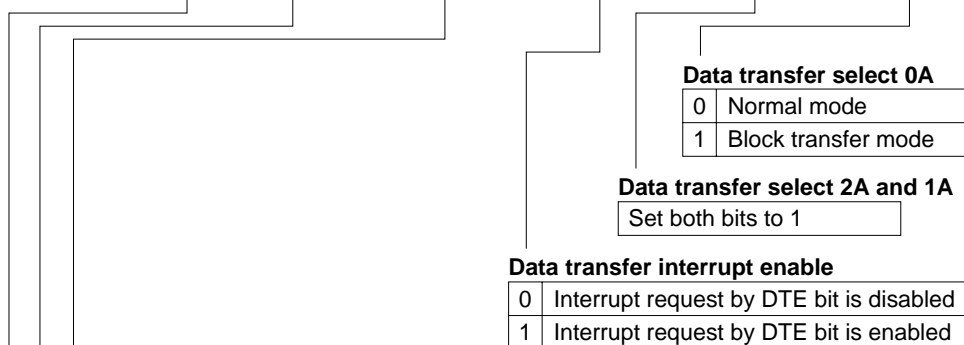 Data transfer select 0A
0 Normal mode
1 Block transfer mode
Data transfer select 2A and 1A
Set both bits to 1
Data transfer interrupt enable
0 Interrupt request by DTE bit is disabled
1 Interrupt request by DTE bit is enabled